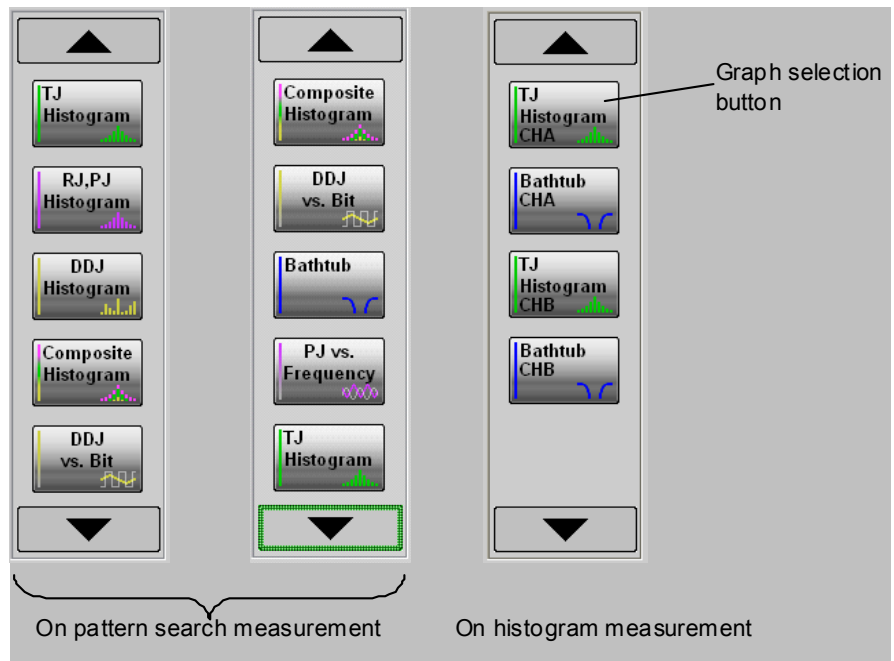 TJ
Histogram
RJ,PJ
Histogram
DDJ
Histogram
Composite
Histogram
DDJ
vs. Bit
Composite
Histogram
DDJ
vs. Bit
Bathtub
PJ vs.
Frequency
TJ
Histogram
TJ
Histogram
CHA
Bathtub
CHA
TJ
Histogram
CHB
Bathtub
CHB
Graph selection
button
On pattern search measurement
On histogram measurement